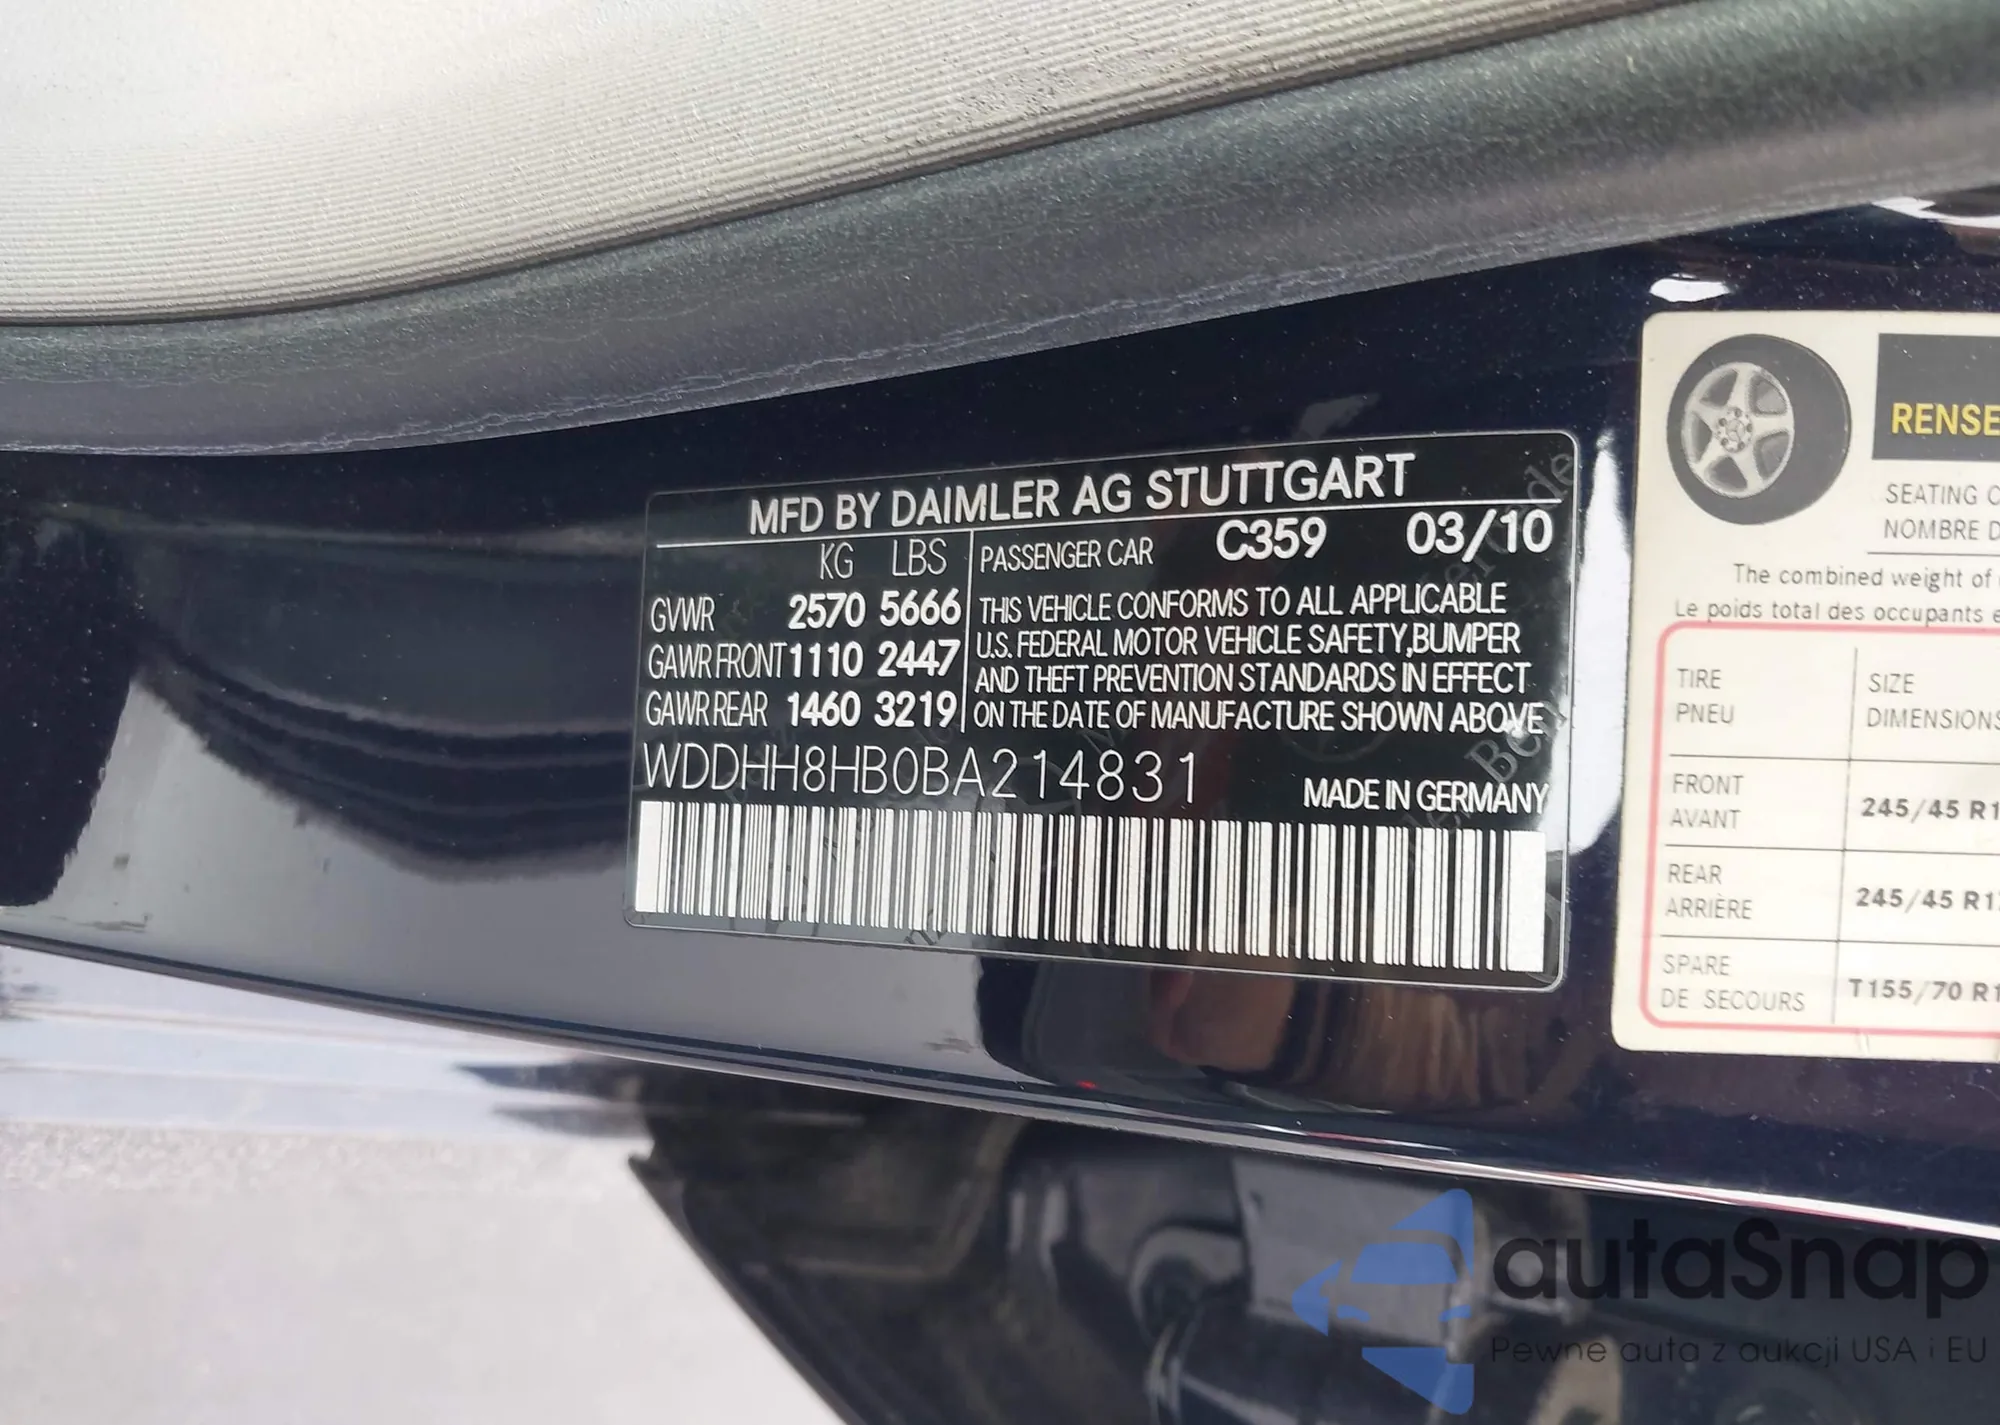 MFD BY DAIMLER AG STUTTGART
KG LBS
GVWR 2570 5666
GAWR FRONT 1110 2447
GAWR REAR 1460 3219
PASSENGER CAR C359 03/10
THIS VEHICLE CONFORMS TO ALL APPLICABLE
U.S. FEDERAL MOTOR VEHICLE SAFETY,BUMPER
AND THEFT PREVENTION STANDARDS IN EFFECT
ON THE DATE OF MANUFACTURE SHOWN ABOVE
WDDHH8HB0BA214831
MADE IN GERMANY
SEATING
NOMBRE
The combined weight of
Le poids total des occupants
TIRE SIZE
PNEU DIMENSIONS
FRONT
AVANT
245/45
REAR
ARRIÈRE
245/45
SPARE
DE SECOURS
T155/70
autaSnap
Pewne auta z aukcji USA i EU